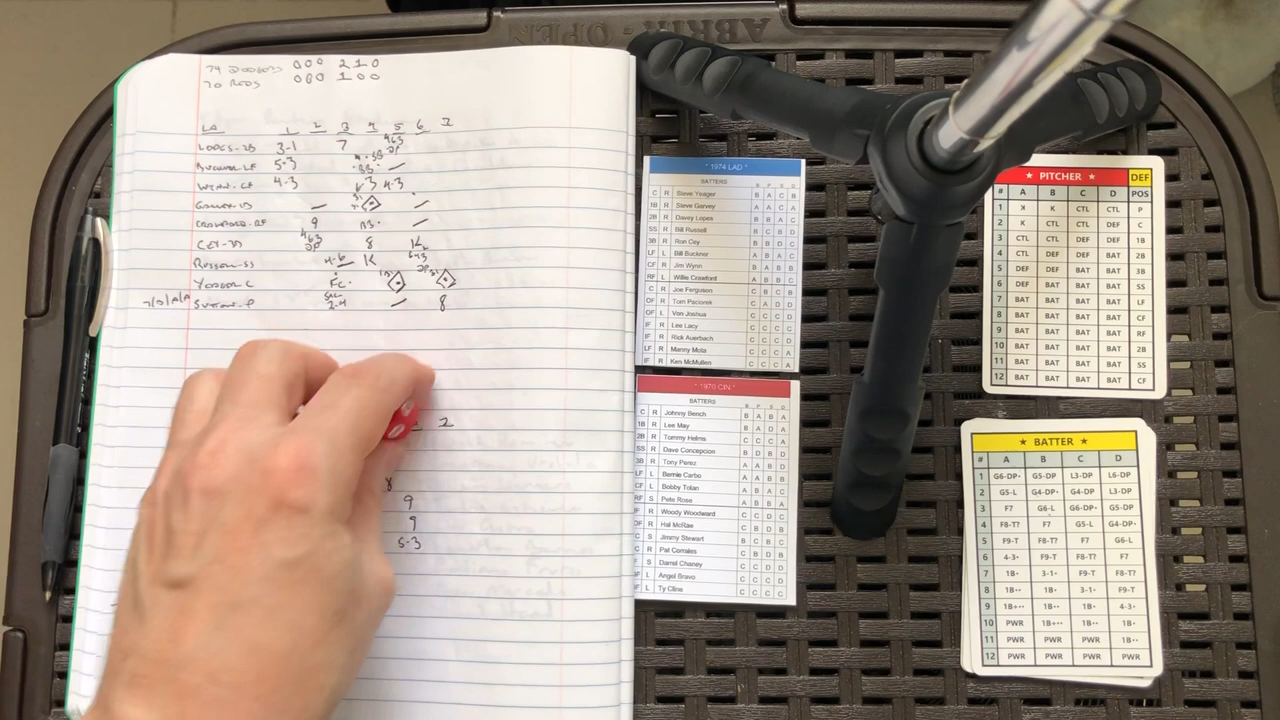 ABRIR - OPEN
000 210
70 REDS 000 100
LA 1 2 3 4 5 6 7
LOPES-2B 3-1 7 463 DP
5-3 BB
WYNN-CF 4-3 4-3
9
CEY-3B 463 DP 8 K
RUSSELL-SS K 643
YEAGER-C FC.
SUTTON-P 8
2
8
9
9
5-3
* 1974 LAD *
BATTERS
B P S D
C R Steve Yeager B A C B
1B R Steve Garvey A A C A
2B R Davey Lopes B B A C
SS R Bill Russell B C B D
3B R Ron Cey B B D C
LF L Bill Buckner A B A C
CF R Jim Wynn B A B B
RF L Willie Crawford A B B C
C R Joe Ferguson C B C B
OF R Tom Paciorek C A D D
OF L Von Joshua C C C C
IF R Lee Lacy C C C C
IF R Rick Auerbach C C C D
LF R Manny Mota C C C A
IF R Ken McMullen C C C A
* 1970 CIN *
BATTERS
B P S D
C R Johnny Bench B A B A
1B R Lee May B A D A
2B R Tommy Helms C C C A
SS R Dave Concepcion B D B D
3B R Tony Perez A A B D
LF L Bernie Carbo A A B B
CF L Bobby Tolan A B A C
RF S Pete Rose A B B A
IF R Woody Woodward C C D C
OF R Hal McRae C B D B
C S Jimmy Stewart B C B C
C R Pat Corrales C B D B
F S Darrel Chaney C C D D
OF L Angel Bravo C C C D
OF L Ty Cline C C C D
★ PITCHER ★ DEF
# A B C D POS
1 K K CTL CTL P
2 K CTL CTL DEF C
3 CTL CTL DEF DEF 1B
4 CTL DEF DEF BAT 2B
5 DEF DEF BAT BAT 3B
6 DEF BAT BAT BAT SS
7 BAT BAT BAT BAT LF
8 BAT BAT BAT BAT CF
9 BAT BAT BAT BAT RF
10 BAT BAT BAT BAT 2B
11 BAT BAT BAT BAT SS
12 BAT BAT BAT BAT CF
★ BATTER ★
# A B C D
1 G6-DP• G5-DP L3-DP L6-DP
2 G5-L G4-DP• G4-DP L3-DP
3 F7 G6-L G6-DP• G5-DP
4 F8-T? F7 G5-L G4-DP•
5 F9-T F8-T? F7 G6-L
6 4-3• F9-T F8-T? F7
7 1B• 3-1• F9-T F8-T?
8 1B•• 1B• 3-1• F9-T
9 1B+•• 1B•• 1B• 4-3•
10 PWR 1B+•• 1B•• 1B•
11 PWR PWR PWR 1B••
12 PWR PWR PWR PWR